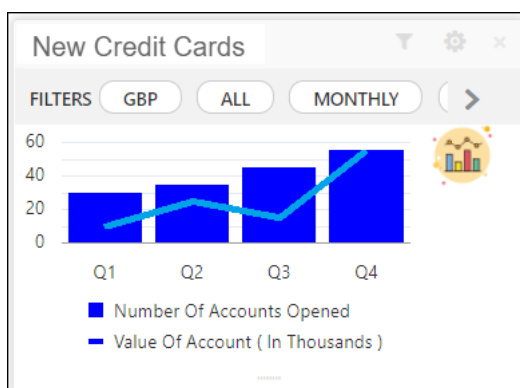 New Credit Cards
FILTERS GBP ALL MONTHLY
60
40
20
0
Q1 Q2 Q3 Q4
Number Of Accounts Opened
Value Of Account ( In Thousands )